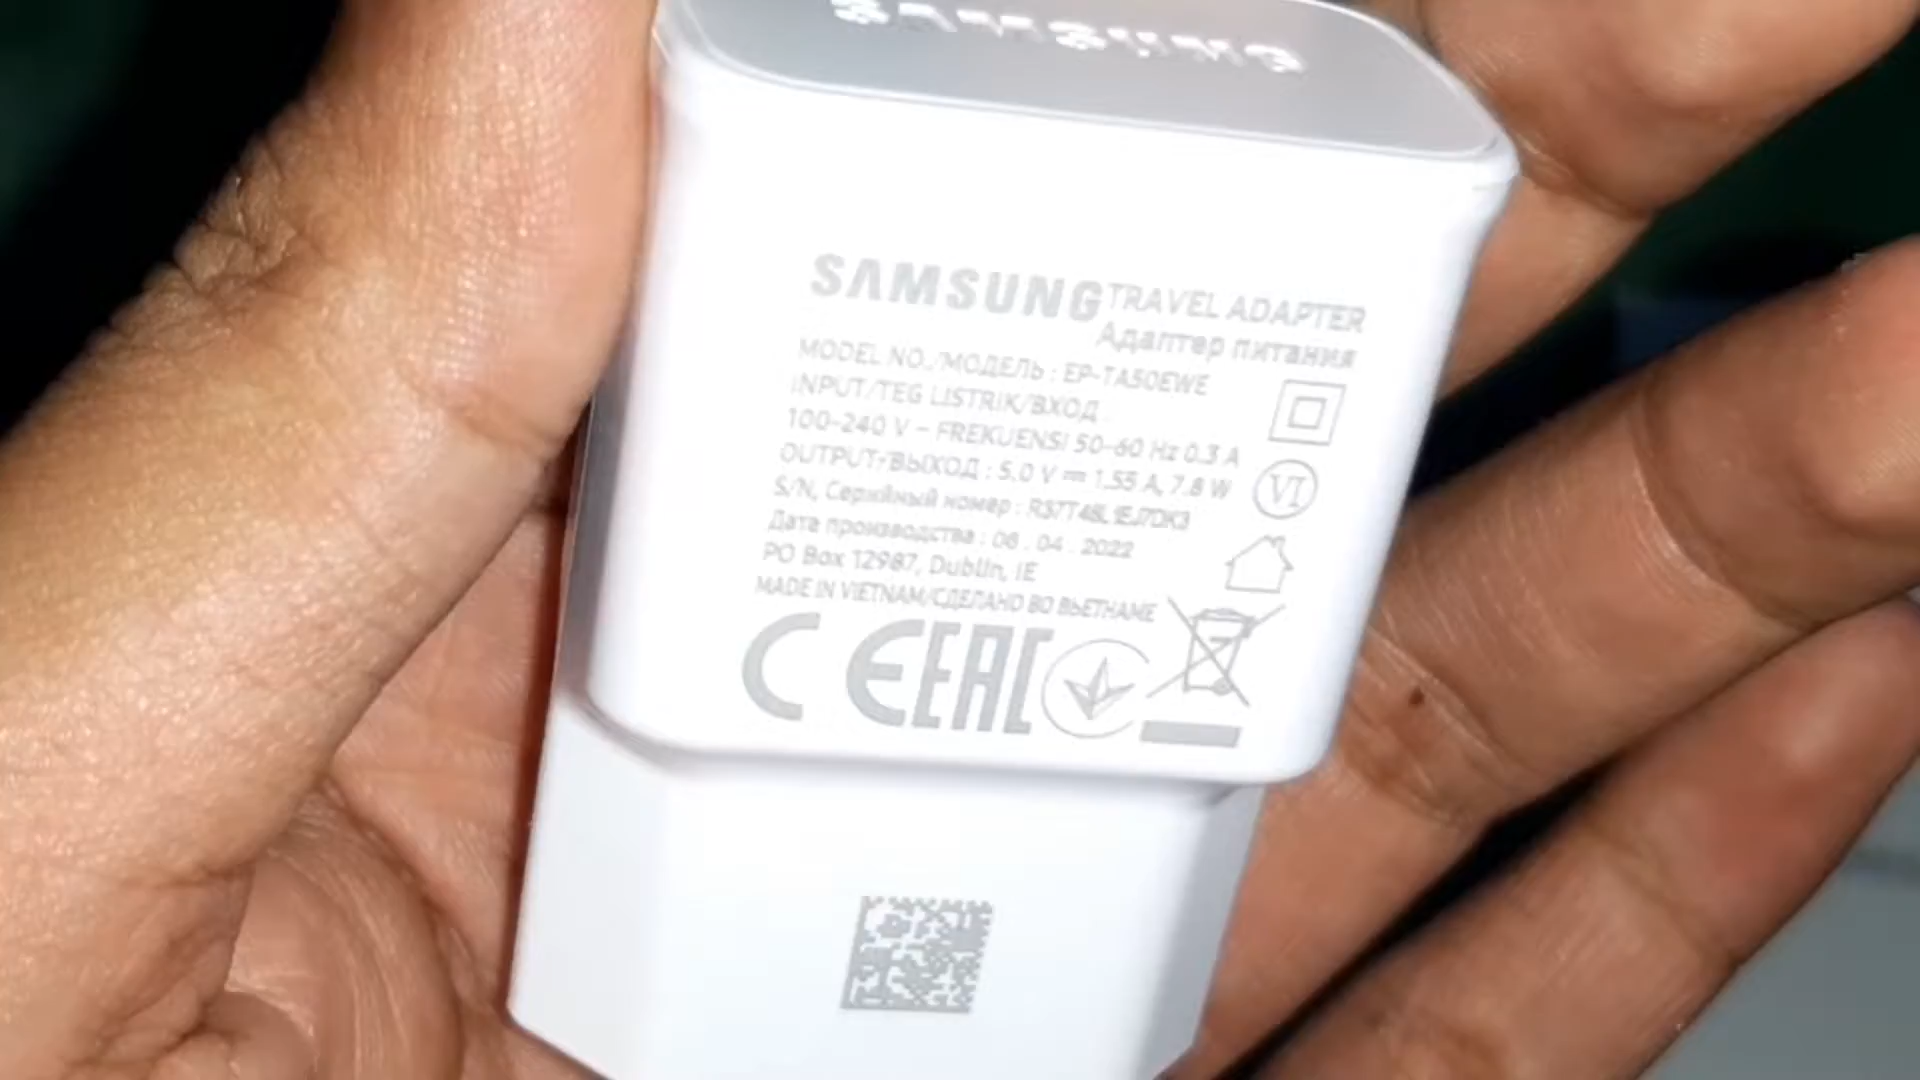 SAMSUNG
SAMSUNG TRAVEL ADAPTER
Адаптер питания
MODEL NO./МОДЕЛЬ : EP-TA50EWE
INPUT/TEG LISTRIK/ВХОД :
100-240 V ~ FREKUENSI 50-60 Hz 0.3 A
OUTPUT/ВЫХОД : 5.0 V ⎓ 1.55 A, 7.8 W
VI
S/N, Серийный номер :
Дата производства : 08 . 04 . 2022
PO Box 12987, Dublin, IE
MADE IN VIETNAM/СДЕЛАНО ВО ВЬЕТНАМЕ
CE EAC